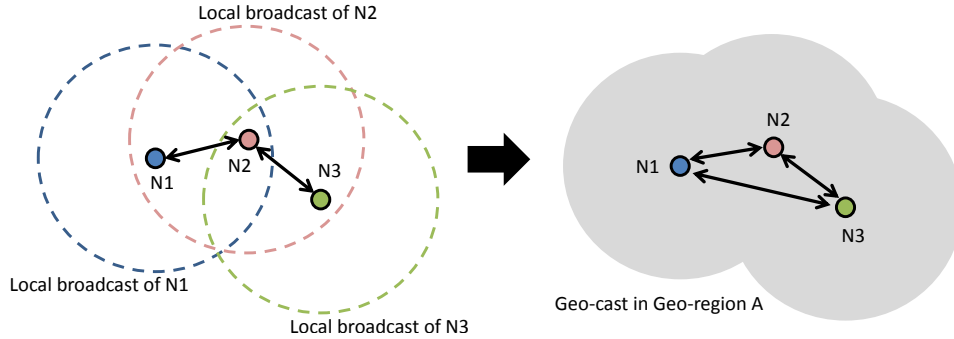 Local broadcast of N2
N1
N2
N3
Local broadcast of N1
Local broadcast of N3
N2
N1
N3
Geo-cast in Geo-region A